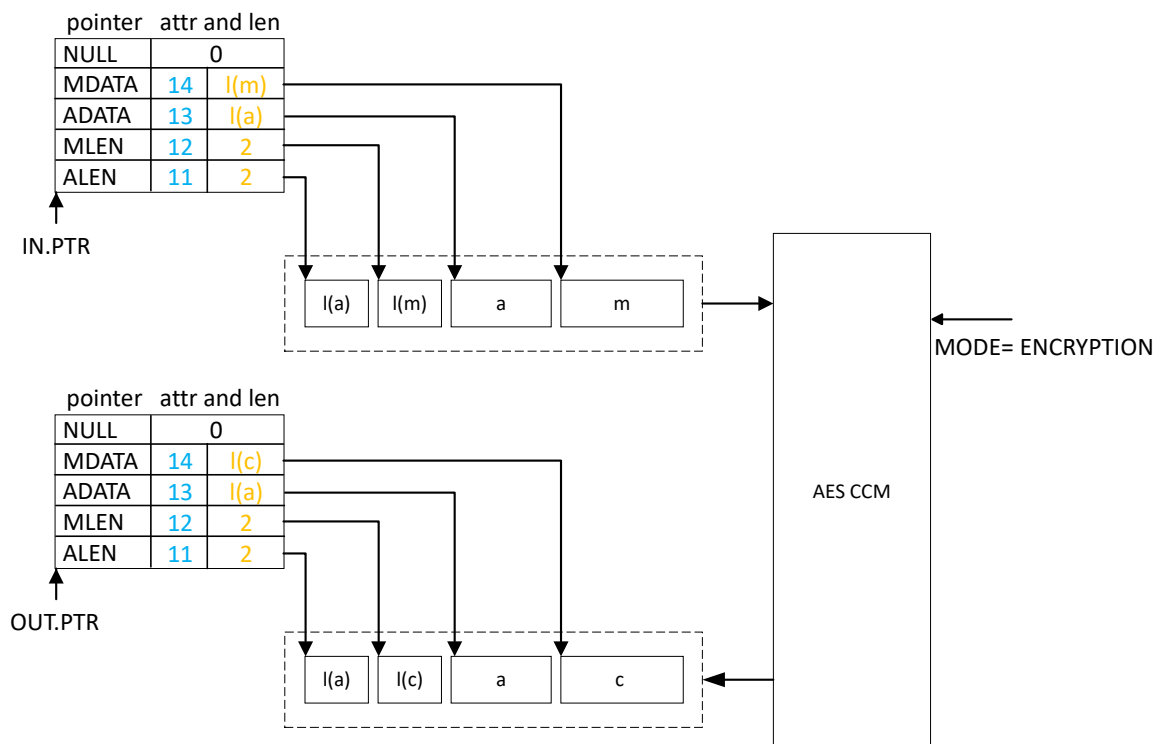 pointer attr and len
NULL 0
MDATA 14 l(m)
ADATA 13 l(a)
MLEN 12 2
ALEN 11 2
IN.PTR
l(a) l(m) a m
MODE= ENCRYPTION
pointer attr and len
NULL 0
MDATA 14 l(c)
ADATA 13 l(a)
MLEN 12 2
ALEN 11 2
AES CCM
OUT.PTR
l(a) l(c) a c